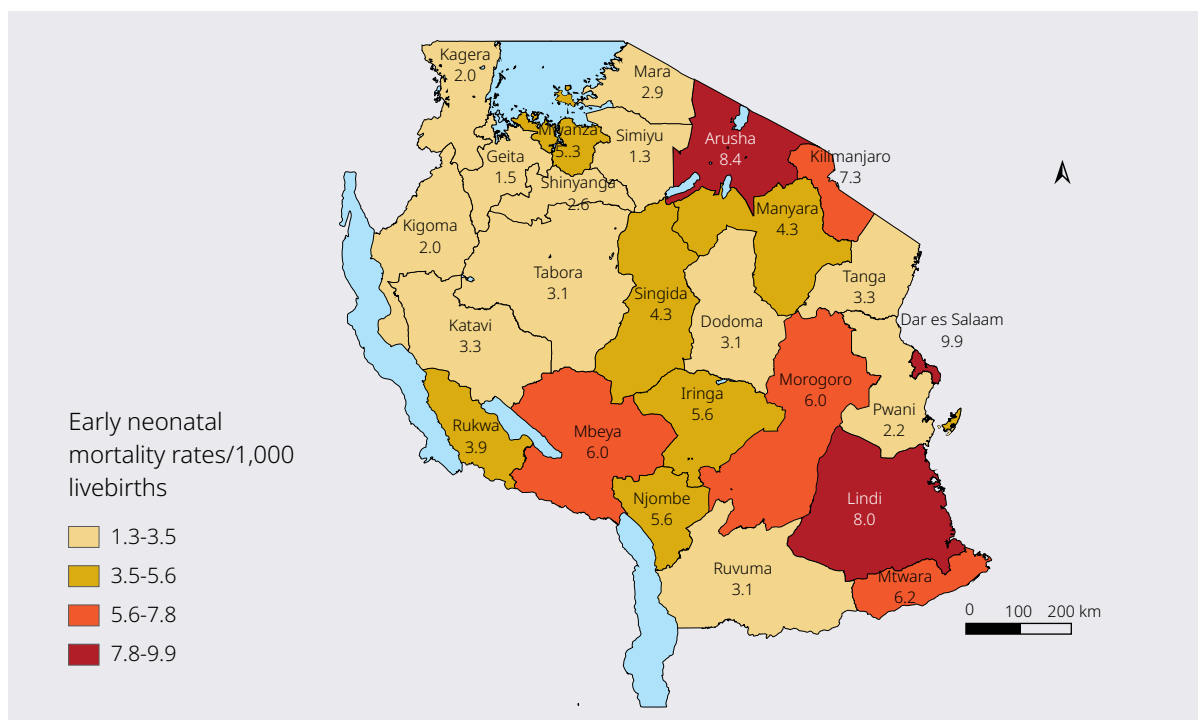 Kagera
2.0
Mara
2.9
Mwanza
5..3
Simiyu
1.3
Arusha
8.4
Kilimanjaro
7.3
Geita
1.5
Shinyanga
2.6
Manyara
4.3
Kigoma
2.0
Tabora
3.1
Singida
4.3
Tanga
3.3
Dodoma
3.1
Dar es Salaam
9.9
Katavi
3.3
Morogoro
6.0
Iringa
5.6
Pwani
2.2
Rukwa
3.9
Mbeya
6.0
Njombe
5.6
Lindi
8.0
Ruvuma
3.1
Mtwara
6.2
Early neonatal
mortality rates/1,000
livebirths
1.3-3.5
3.5-5.6
5.6-7.8
7.8-9.9
0 100 200 km